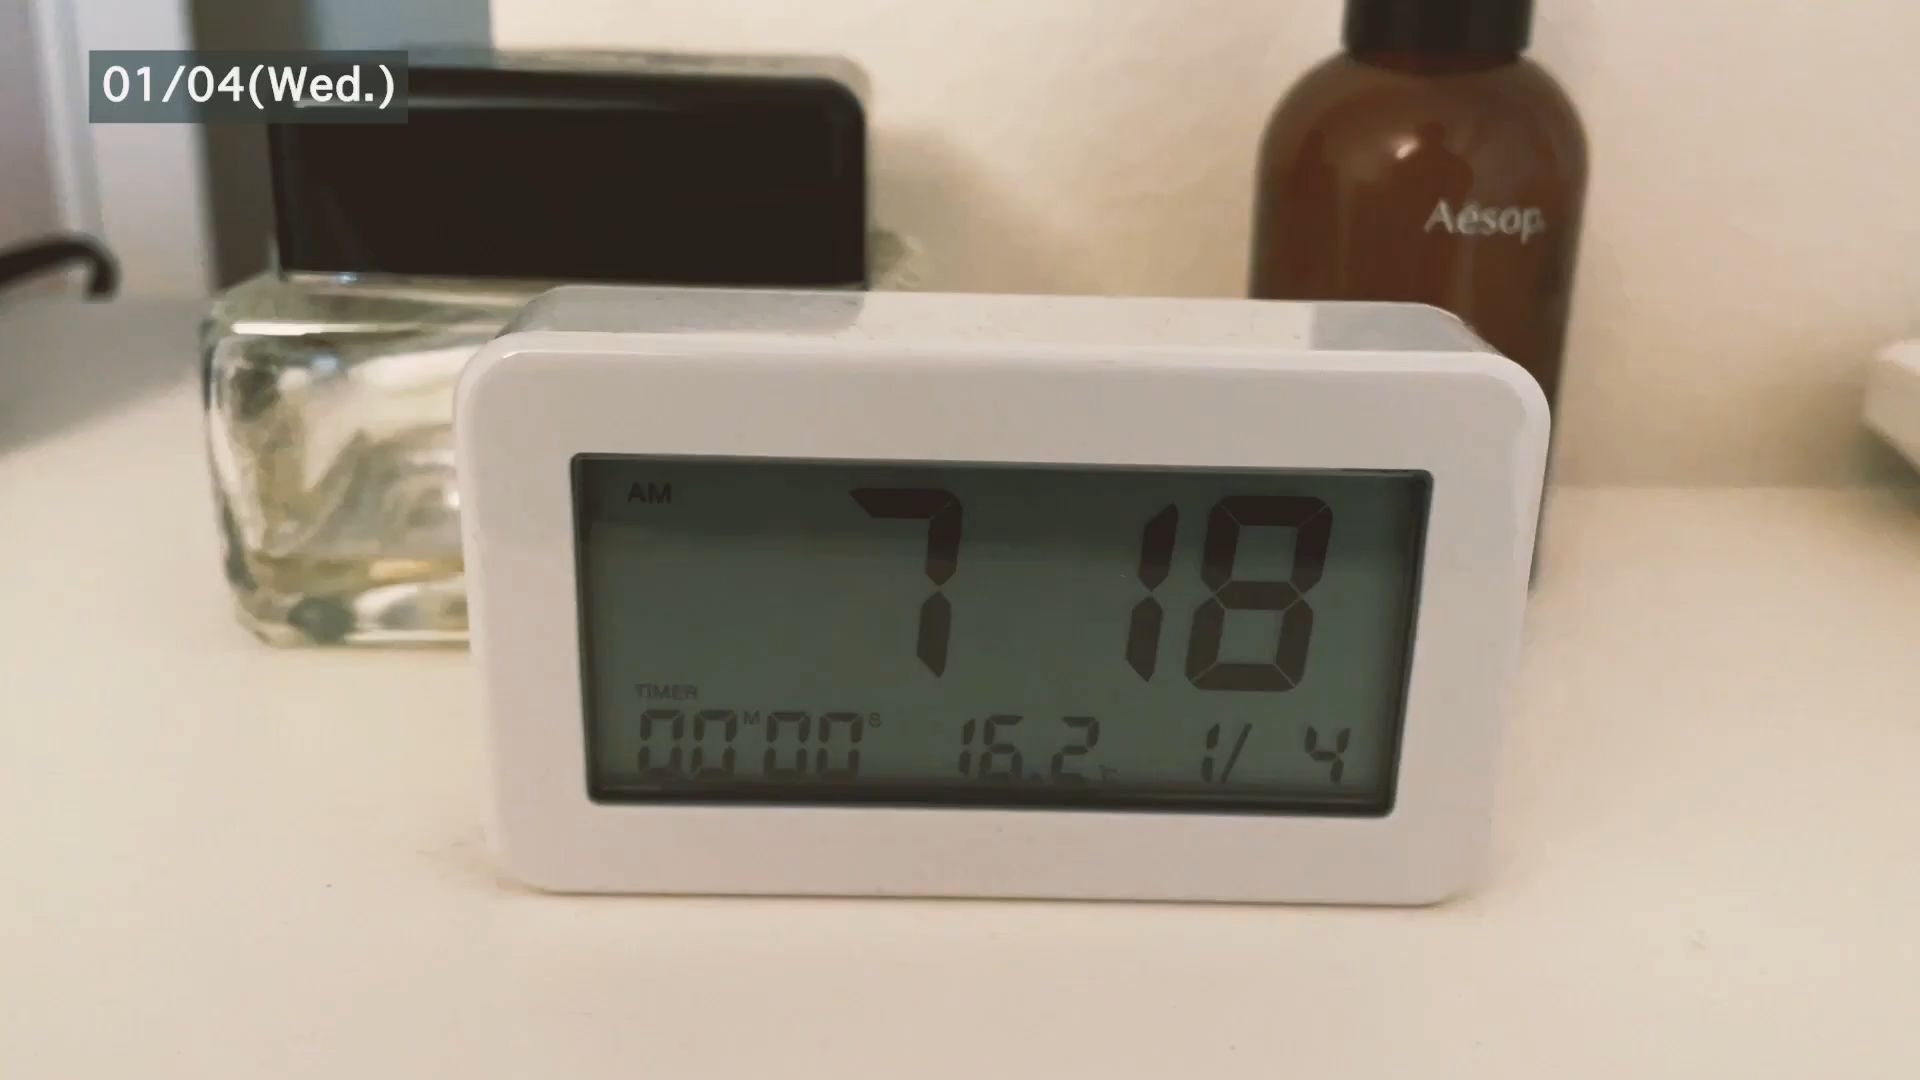 01/04(Wed.)
Aesop.
AM
7 18
TIMER
00M00S 16.2°C 1/ 4